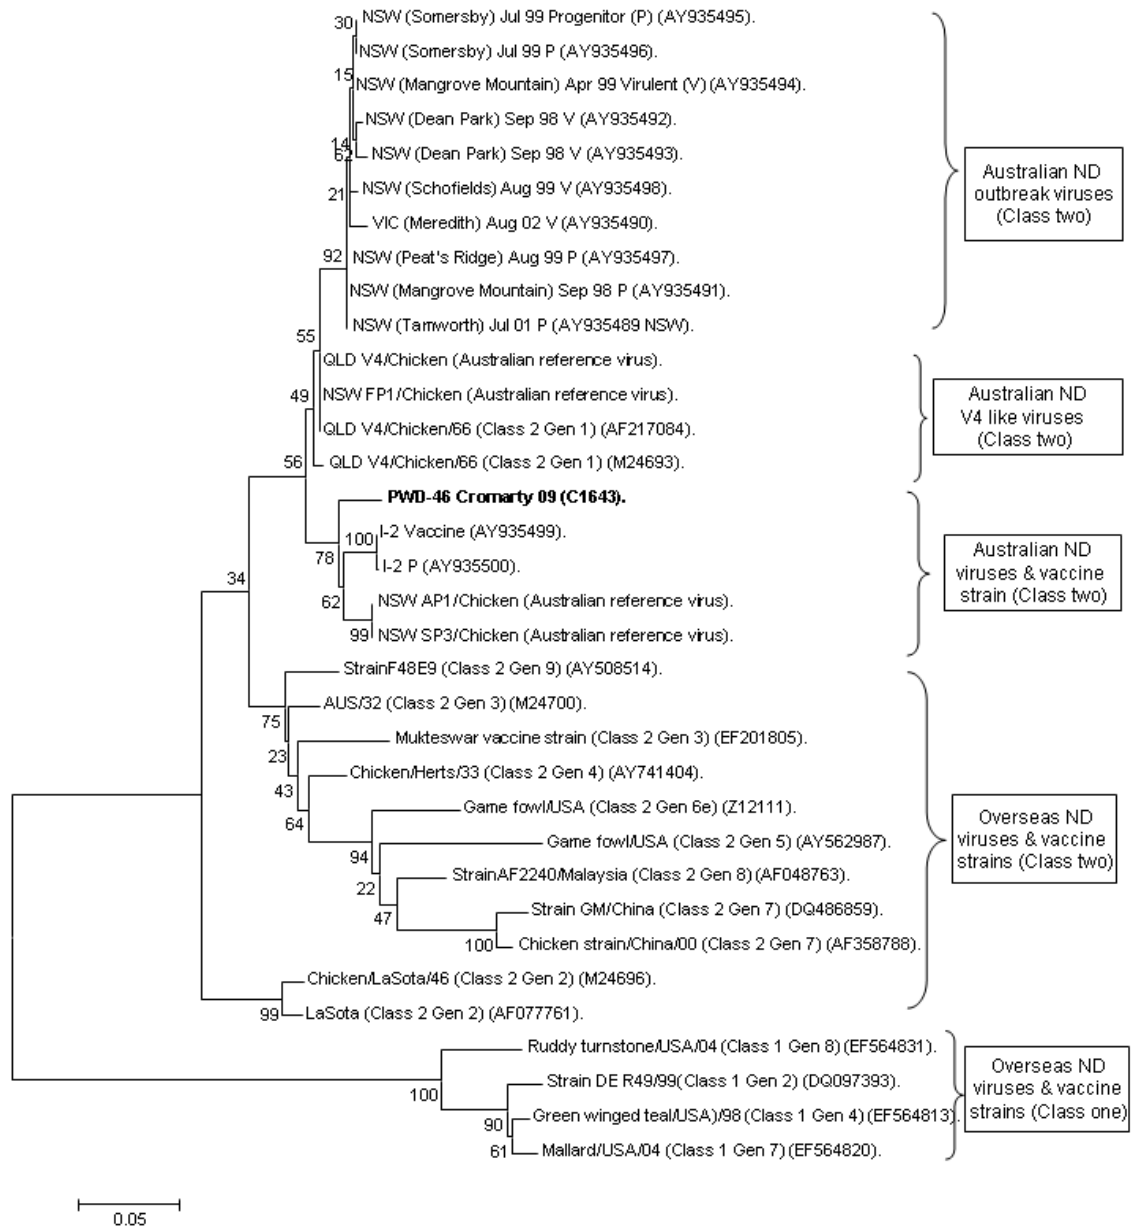 30
NSW (Somersby) Jul 99 Progenitor (P) (AY935495).
NSW (Somersby) Jul 99 P (AY935496).
15
NSW (Mangrove Mountain) Apr 99 Virulent (V) (AY935494).
NSW (Dean Park) Sep 98 V (AY935492).
14
62
NSW (Dean Park) Sep 98 V (AY935493).
21
NSW (Schofields) Aug 99 V (AY935498).
VIC (Meredith) Aug 02 V (AY935490).
92
NSW (Peat's Ridge) Aug 99 P (AY935497).
NSW (Mangrove Mountain) Sep 98 P (AY935491).
NSW (Tamworth) Jul 01 P (AY935489 NSW).
Australian ND
outbreak viruses
(Class two)
55
QLD V4/Chicken (Australian reference virus).
49
NSW FP1/Chicken (Australian reference virus).
QLD V4/Chicken/66 (Class 2 Gen 1) (AF217084).
56
QLD V4/Chicken/66 (Class 2 Gen 1) (M24693).
Australian ND
V4 like viruses
(Class two)
PWD-46 Cromarty 09 (C1643).
100
I-2 Vaccine (AY935499).
78
I-2 P (AY935500).
62
NSW AP1/Chicken (Australian reference virus).
99
NSW SP3/Chicken (Australian reference virus).
Australian ND
viruses & vaccine
strain (Class two)
34
StrainF48E9 (Class 2 Gen 9) (AY508514).
75
AUS/32 (Class 2 Gen 3) (M24700).
23
Mukteswar vaccine strain (Class 2 Gen 3) (EF201805).
43
Chicken/Herts/33 (Class 2 Gen 4) (AY741404).
64
Game fowl/USA (Class 2 Gen 6e) (Z12111).
94
Game fowl/USA (Class 2 Gen 5) (AY562987).
22
StrainAF2240/Malaysia (Class 2 Gen 8) (AF048763).
47
Strain GM/China (Class 2 Gen 7) (DQ486859).
100
Chicken strain/China/00 (Class 2 Gen 7) (AF358788).
Chicken/LaSota/46 (Class 2 Gen 2) (M24696).
99
LaSota (Class 2 Gen 2) (AF077761).
Overseas ND
viruses & vaccine
strains (Class two)
Ruddy turnstone/USA/04 (Class 1 Gen 8) (EF564831).
100
Strain DE R49/99(Class 1 Gen 2) (DQ097393).
90
Green winged teal/USA)/98 (Class 1 Gen 4) (EF564813).
61
Mallard/USA/04 (Class 1 Gen 7) (EF564820).
Overseas ND
viruses & vaccine
strains (Class one)
0.05